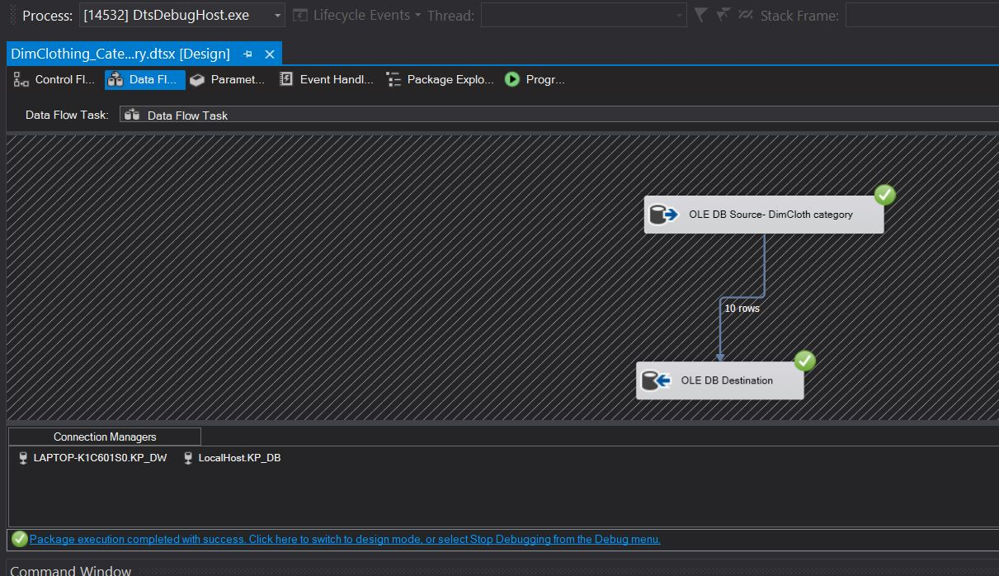 Process: [14532] DtsDebugHost.exe Lifecycle Events Thread: Stack Frame:
DimClothing_Cate...ry.dtsx [Design]
Control Fl... Data Fl... Paramet... Event Handl... Package Explo... Progr...
Data Flow Task: Data Flow Task
OLE DB Source- DimCloth category
10 rows
OLE DB Destination
Connection Managers
LAPTOP-K1C601S0.KP_DW LocalHost.KP_DB
Package execution completed with success. Click here to switch to design mode, or select Stop Debugging from the Debug menu.
Command Window